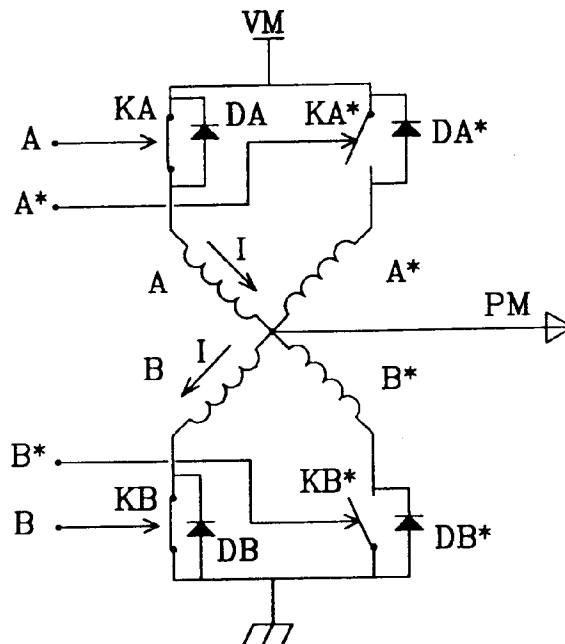 VM
KA DA KA* DA*
A
A*
I
A A*
PM
B I B*
B*
KB KB*
B
DB DB*